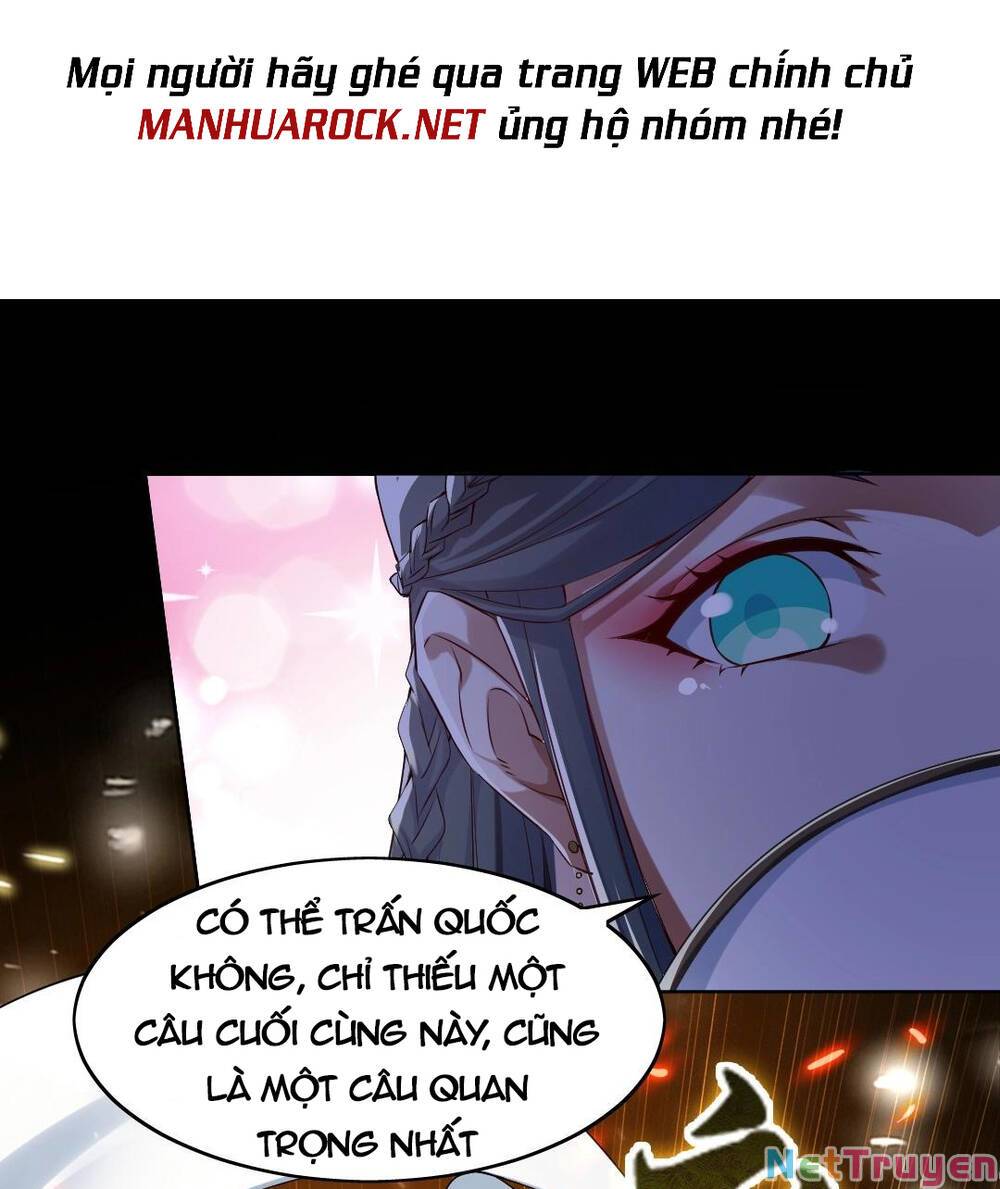 Mọi người hãy ghé qua trang WEB chính chủ
MANHUAROCK.NET ủng hộ nhóm nhé!
CÓ THỂ TRẤN QUỐC
KHÔNG, CHỈ THIẾU MỘT
CÂU CUỐI CÙNG NÀY, CŨNG
LÀ MỘT CÂU QUAN
TRỌNG NHẤT
NetTruyen